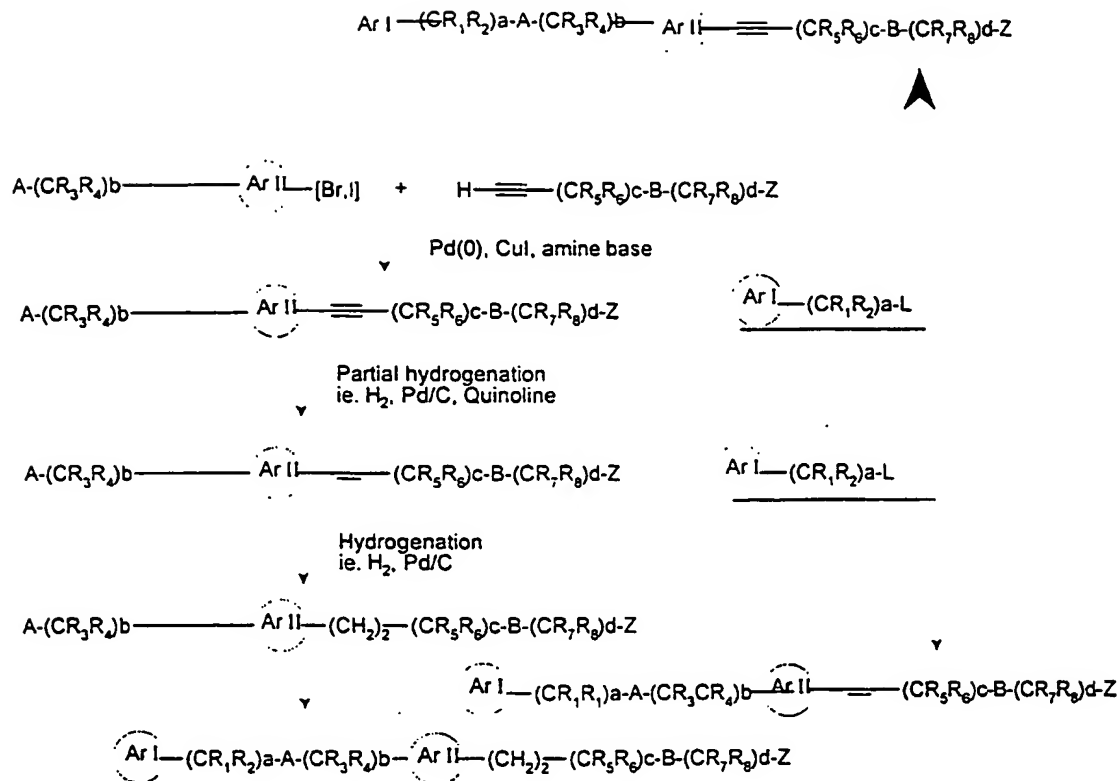 Ar I—(CR₁R₂)a-A-(CR₃R₄)b—Ar II—≡—(CR₅R₆)c-B-(CR₇R₈)d-Z
A-(CR₃R₄)b—Ar II—[Br,I] + H—≡—(CR₅R₆)c-B-(CR₇R₈)d-Z
Pd(0), CuI, amine base
A-(CR₃R₄)b—Ar II—≡—(CR₅R₆)c-B-(CR₇R₈)d-Z
Ar I—(CR₁R₂)a-L
Partial hydrogenation
ie. H₂, Pd/C, Quinoline
A-(CR₃R₄)b—Ar II—=—(CR₅R₆)c-B-(CR₇R₈)d-Z
Ar I—(CR₁R₂)a-L
Hydrogenation
ie. H₂, Pd/C
A-(CR₃R₄)b—Ar II—(CH₂)₂—(CR₅R₆)c-B-(CR₇R₈)d-Z
Ar I—(CR₁R₁)a-A-(CR₃CR₄)b—Ar II—=—(CR₅R₆)c-B-(CR₇R₈)d-Z
Ar I—(CR₁R₂)a-A-(CR₃R₄)b—Ar II—(CH₂)₂—(CR₅R₆)c-B-(CR₇R₈)d-Z